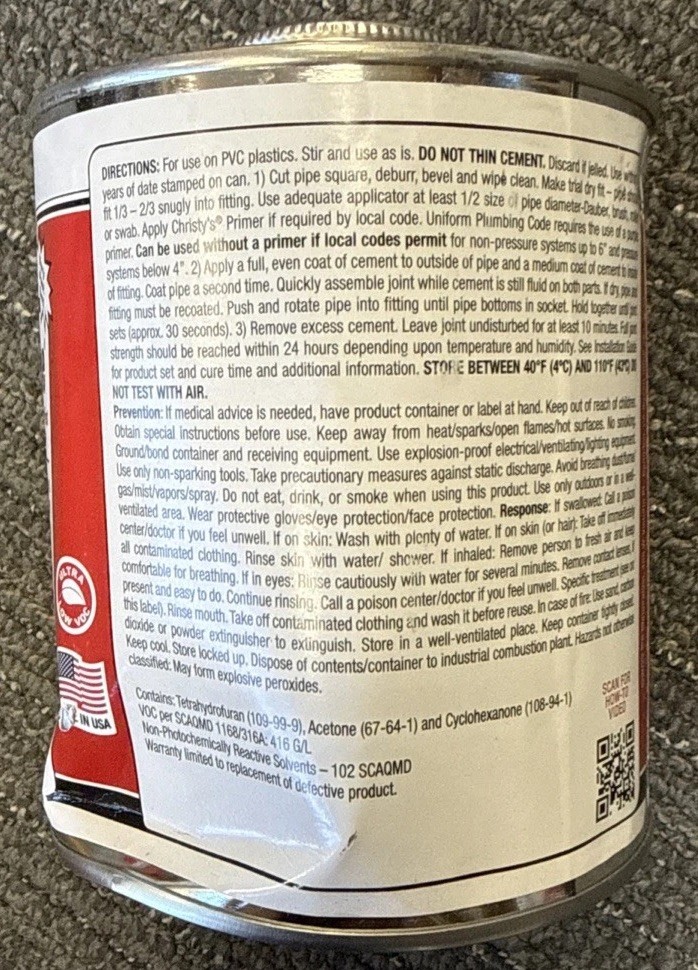 DIRECTIONS: For use on PVC plastics. Stir and use as is. DO NOT THIN CEMENT. Discard if jelled. Use
years of date stamped on can. 1) Cut pipe square, deburr, bevel and wipe clean. Make trial dry fit – pipe
fit 1/3 – 2/3 snugly into fitting. Use adequate applicator at least 1/2 size of pipe diameter-Dauber, brush,
or swab. Apply Christy's® Primer if required by local code. Uniform Plumbing Code requires the use of a
primer. Can be used without a primer if local codes permit for non-pressure systems up to 6" and pressure
systems below 4". 2) Apply a full, even coat of cement to outside of pipe and a medium coat of cement to
of fitting. Coat pipe a second time. Quickly assemble joint while cement is still fluid on both parts. If dry, pipe and
fitting must be recoated. Push and rotate pipe into fitting until pipe bottoms in socket. Hold together until
sets (approx. 30 seconds). 3) Remove excess cement. Leave joint undisturbed for at least 10 minutes. Full
strength should be reached within 24 hours depending upon temperature and humidity. See Installation Guide
for product set and cure time and additional information. STORE BETWEEN 40°F (4°C) AND 110°F
NOT TEST WITH AIR.
Prevention: If medical advice is needed, have product container or label at hand. Keep out of reach of children.
Obtain special instructions before use. Keep away from heat/sparks/open flames/hot surfaces. No smoking.
Ground/bond container and receiving equipment. Use explosion-proof electrical/ventilating/lighting equipment.
Use only non-sparking tools. Take precautionary measures against static discharge. Avoid breathing dust/fume/
gas/mist/vapors/spray. Do not eat, drink, or smoke when using this product. Use only outdoors or in a well-
ventilated area. Wear protective gloves/eye protection/face protection. Response: If swallowed: Call a poison
center/doctor if you feel unwell. If on skin: Wash with plenty of water. If on skin (or hair): Take off immediately
all contaminated clothing. Rinse skin with water/ shower. If inhaled: Remove person to fresh air and keep
comfortable for breathing. If in eyes: Rinse cautiously with water for several minutes. Remove contact lenses, if
present and easy to do. Continue rinsing. Call a poison center/doctor if you feel unwell. Specific treatment (see on
this label). Rinse mouth. Take off contaminated clothing and wash it before reuse. In case of fire: Use sand, carbon
dioxide or powder extinguisher to extinguish. Store in a well-ventilated place. Keep container tightly closed.
Keep cool. Store locked up. Dispose of contents/container to industrial combustion plant. Hazards not otherwise
classified: May form explosive peroxides.
Contains: Tetrahydrofuran (109-99-9), Acetone (67-64-1) and Cyclohexanone (108-94-1)
VOC per SCAQMD 1168/316A: 416 G/L
Non-Photochemically Reactive Solvents – 102 SCAQMD
Warranty limited to replacement of defective product.
SCAN FOR
HOW-TO
VIDEO
ULTRA
LOW VOC
IN USA